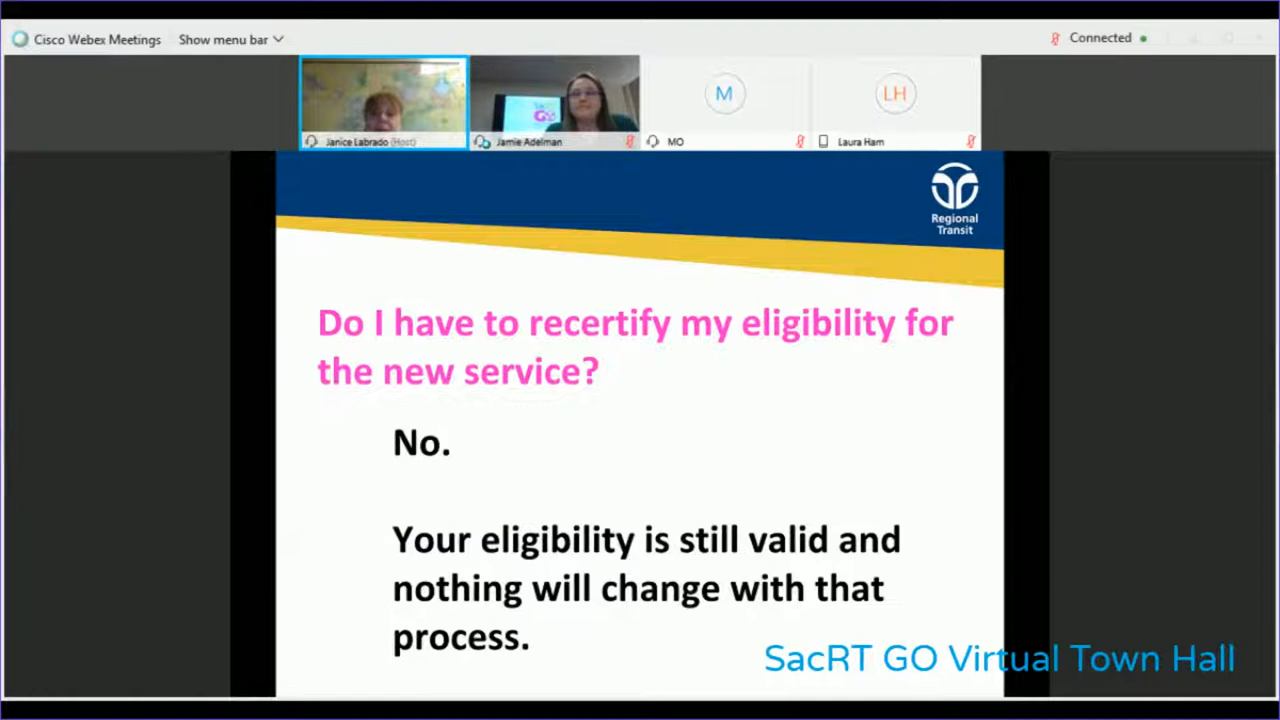 Cisco Webex Meetings Show menu bar Connected
M LH
Janice Labrado (Host) Jamie Adelman MO Laura Ham
Regional
Transit
Do I have to recertify my eligibility for
the new service?
No.
Your eligibility is still valid and
nothing will change with that
process.
SacRT GO Virtual Town Hall